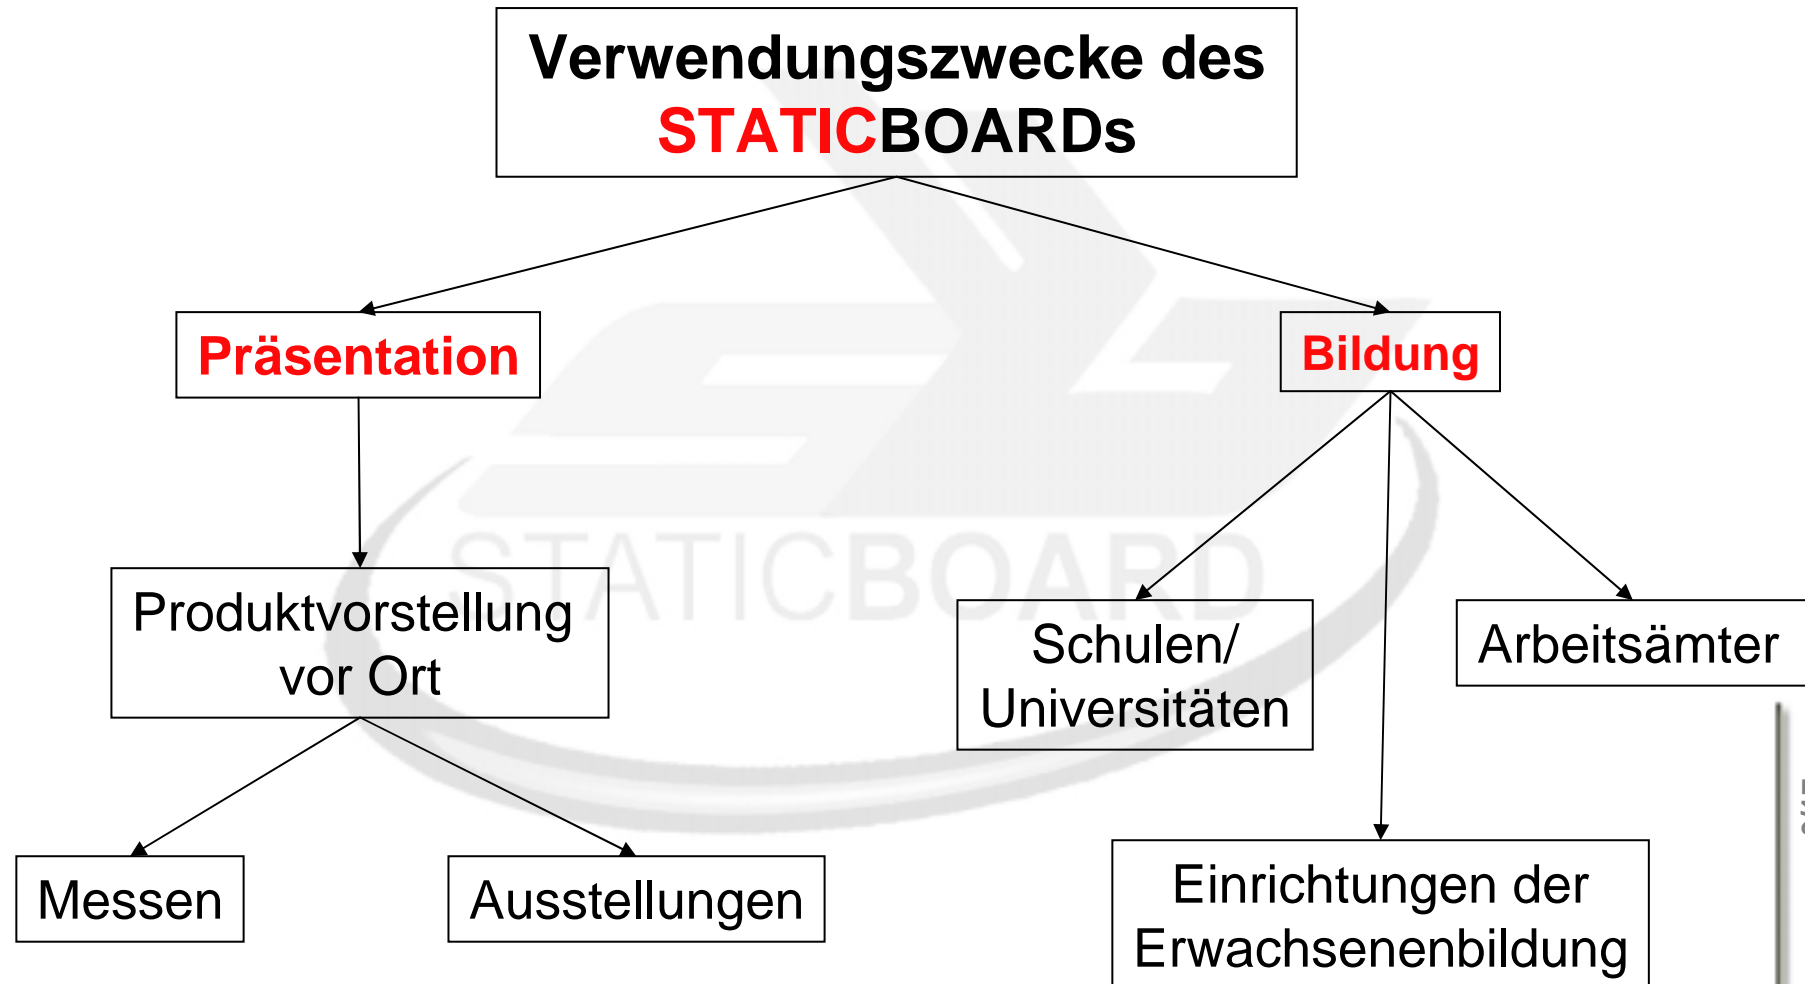 Verwendungszwecke des
STATICBOARDs
Präsentation
Bildung
STATICBOARD
Produktvorstellung
vor Ort
Schulen/
Universitäten
Arbeitsämter
Messen
Ausstellungen
Einrichtungen der
Erwachsenenbildung